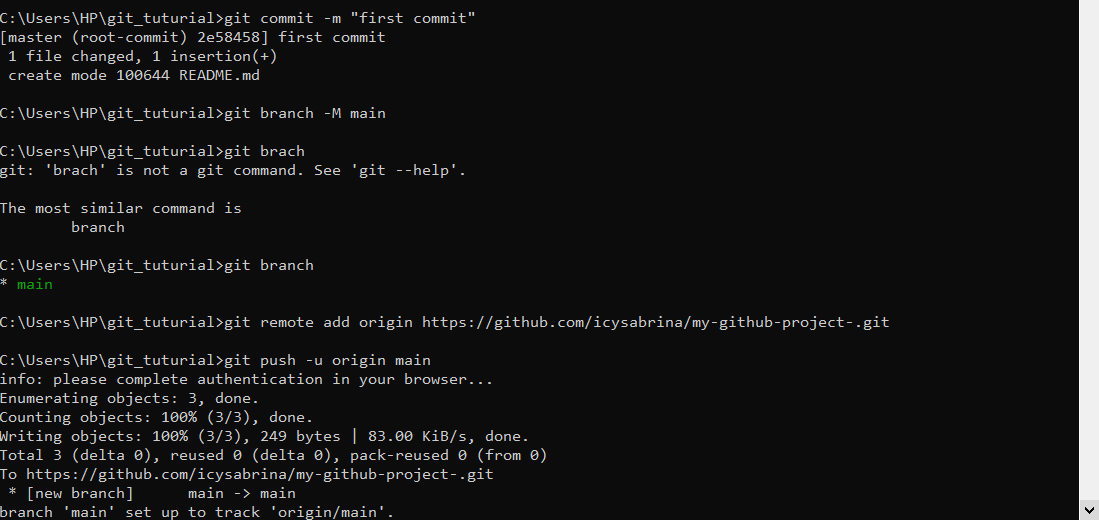 C:\Users\HP\git_tuturial>git commit -m "first commit"
[master (root-commit) 2e58458] first commit
 1 file changed, 1 insertion(+)
 create mode 100644 README.md
C:\Users\HP\git_tuturial>git branch -M main
C:\Users\HP\git_tuturial>git brach
git: 'brach' is not a git command. See 'git --help'.
The most similar command is
        branch
C:\Users\HP\git_tuturial>git branch
* main
C:\Users\HP\git_tuturial>git remote add origin https://github.com/icysabrina/my-github-project-.git
C:\Users\HP\git_tuturial>git push -u origin main
info: please complete authentication in your browser...
Enumerating objects: 3, done.
Counting objects: 100% (3/3), done.
Writing objects: 100% (3/3), 249 bytes | 83.00 KiB/s, done.
Total 3 (delta 0), reused 0 (delta 0), pack-reused 0 (from 0)
To https://github.com/icysabrina/my-github-project-.git
 * [new branch]      main -> main
branch 'main' set up to track 'origin/main'.